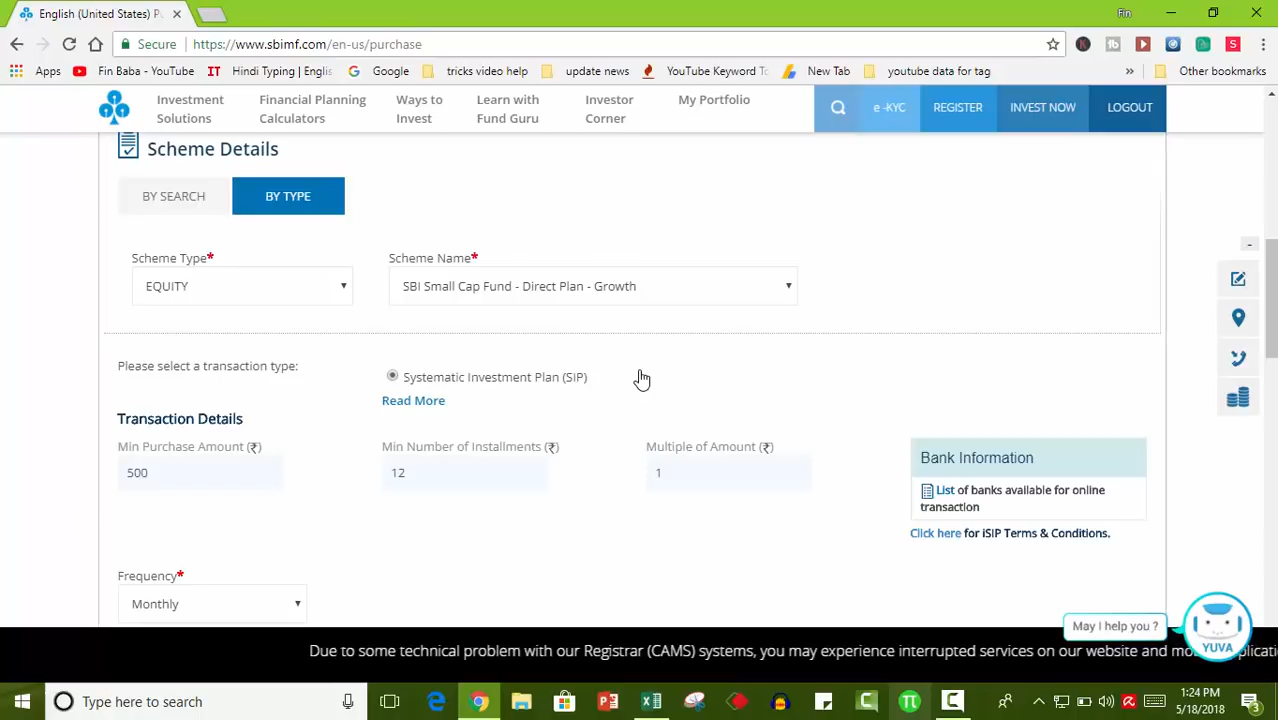 English (United States) P
Fin
Secure
https://www.sbimf.com/en-us/purchase
Apps
Fin Baba - YouTube
Hindi Typing | Englis
Google
tricks video help
update news
YouTube Keyword To
New Tab
youtube data for tag
»
Other bookmarks
Investment Solutions
Financial Planning Calculators
Ways to Invest
Learn with Fund Guru
Investor Corner
My Portfolio
e -KYC
REGISTER
INVEST NOW
LOGOUT
Scheme Details
BY SEARCH
BY TYPE
Scheme Type*
Scheme Name*
EQUITY
SBI Small Cap Fund - Direct Plan - Growth
Please select a transaction type:
Systematic Investment Plan (SIP)
Read More
Transaction Details
Min Purchase Amount (₹)
Min Number of Installments (₹)
Multiple of Amount (₹)
500
12
1
Bank Information
List of banks available for online
transaction
Click here for iSIP Terms & Conditions.
Frequency*
Monthly
May I help you ?
YUVA
Due to some technical problem with our Registrar (CAMS) systems, you may experience interrupted services on our website and mo
Type here to search
1:24 PM
5/18/2018
3